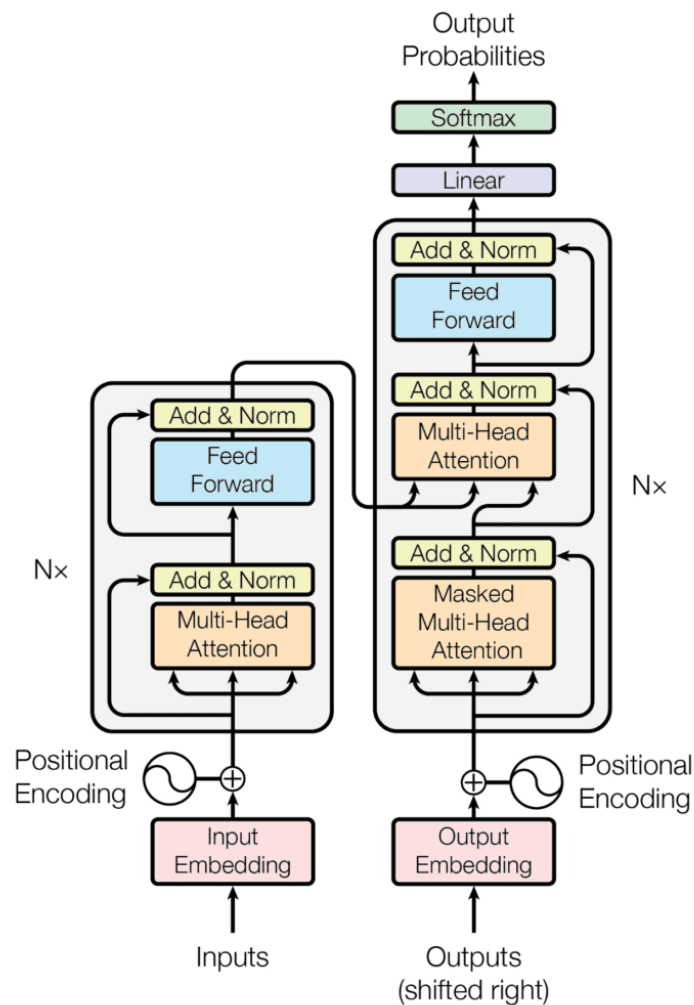 Output
Probabilities
Softmax
Linear
Add & Norm
Feed
Forward
Add & Norm
Multi-Head
Attention
Nx
Add & Norm
Masked
Multi-Head
Attention
Add & Norm
Feed
Forward
Nx
Add & Norm
Multi-Head
Attention
Positional
Encoding
Positional
Encoding
Input
Embedding
Output
Embedding
Inputs
Outputs
(shifted right)